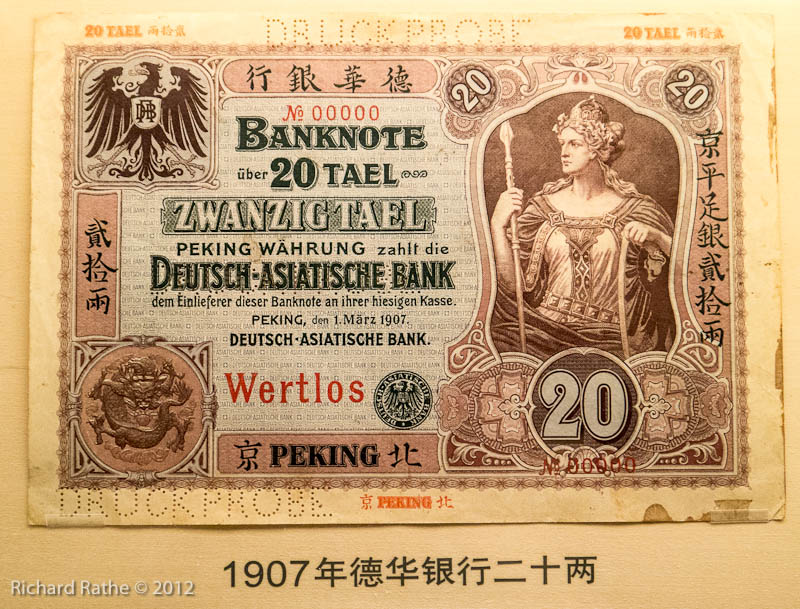 DRUCKPROBE
20 TAEL 兩拾貳
20 TAEL 兩拾貳
行銀華德
20
20
№ 00000
BANKNOTE
über 20 TAEL
ZWANZIG TAEL
PEKING WÄHRUNG zahlt die
DEUTSCH-ASIATISCHE BANK
dem Einlieferer dieser Banknote an ihrer hiesigen Kasse.
PEKING, den 1. März 1907.
DEUTSCH-ASIATISCHE BANK.
貳拾兩
京平足銀貳拾兩
Wertlos
20
№ 00000
京 PEKING 北
DRUCKPROBE
京 PEKING 北
1907年德华银行二十两
Richard Rathe © 2012